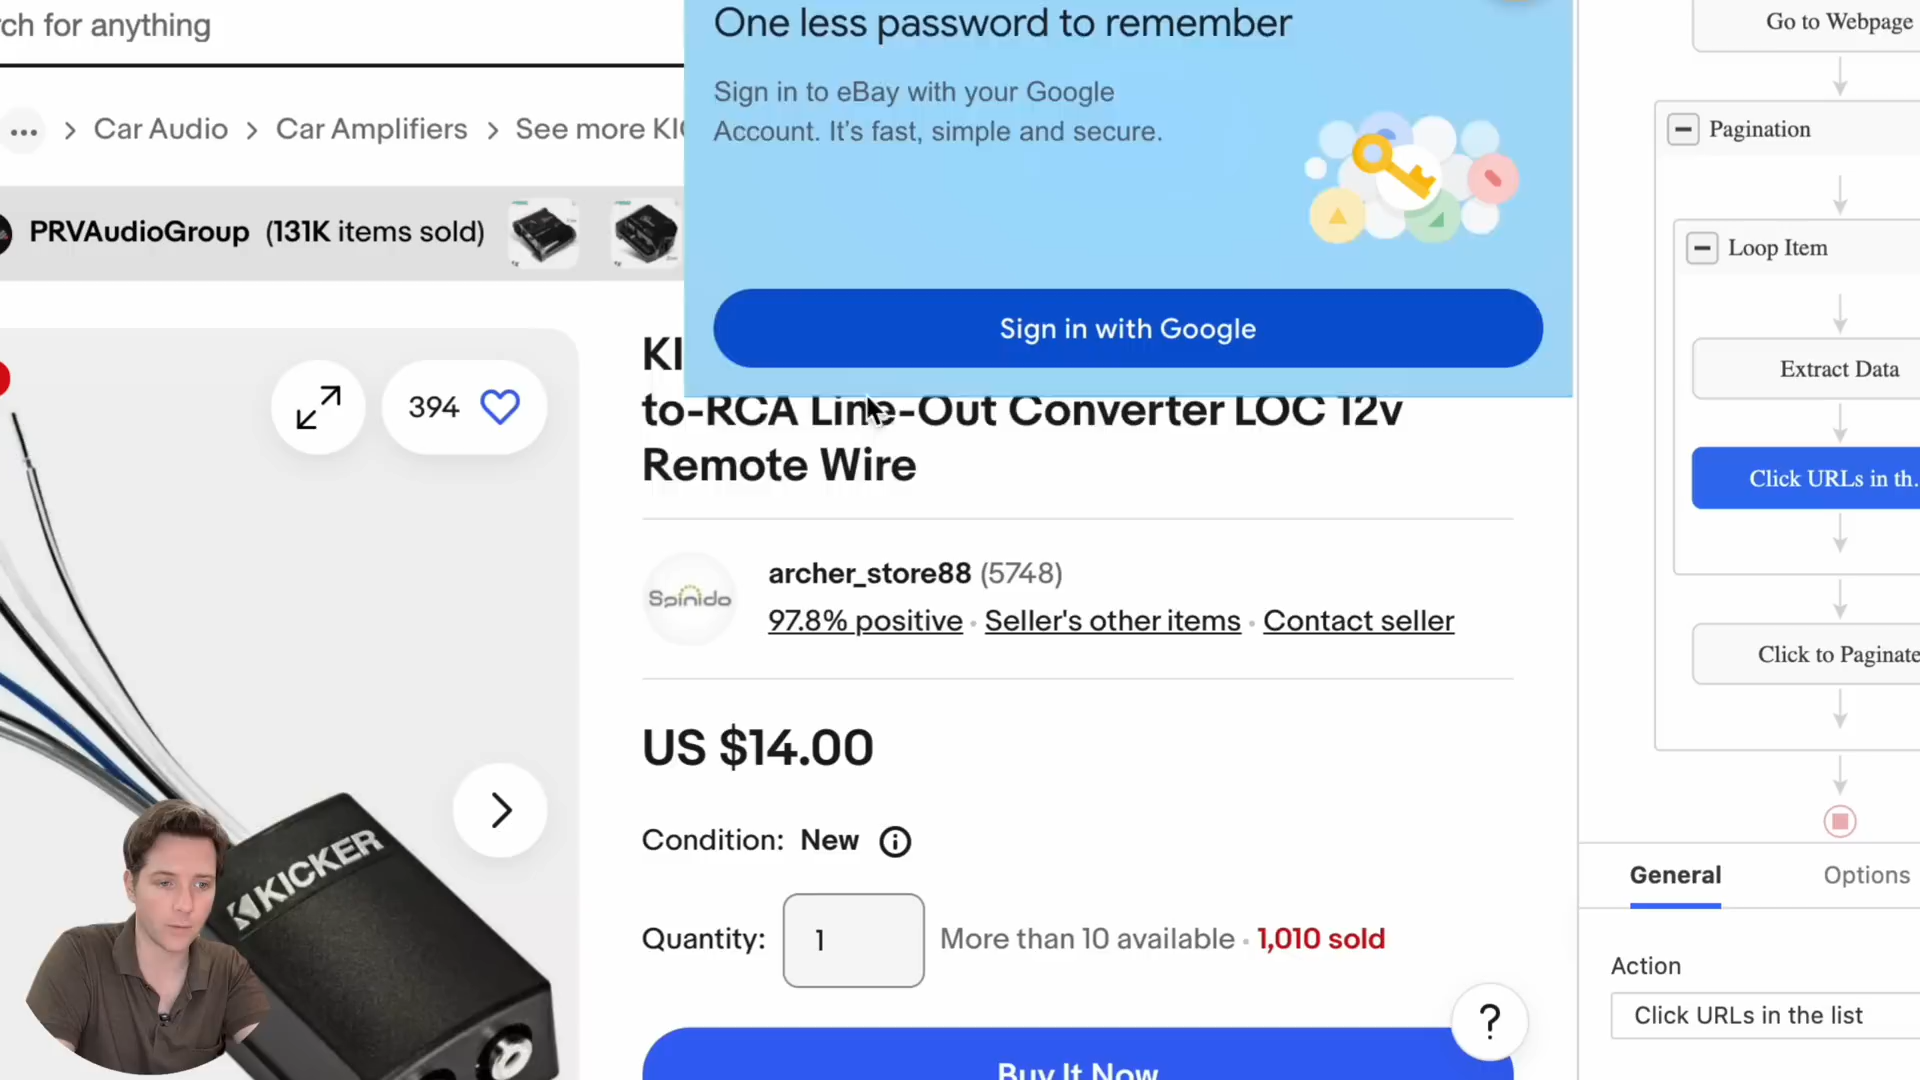 rch for anything
One less password to remember
Sign in to eBay with your Google
Account. It's fast, simple and secure.
Sign in with Google
... > Car Audio > Car Amplifiers > See more KI
PRVAudioGroup (131K items sold)
394
KI
to-RCA Line-Out Converter LOC 12v
Remote Wire
Spinido
archer_store88 (5748)
97.8% positive · Seller's other items · Contact seller
US $14.00
Condition: New
Quantity: 1 More than 10 available · 1,010 sold
Buy It Now
?
KICKER
Go to Webpage
Pagination
Loop Item
Extract Data
Click URLs in th..
Click to Paginate
General
Options
Action
Click URLs in the list